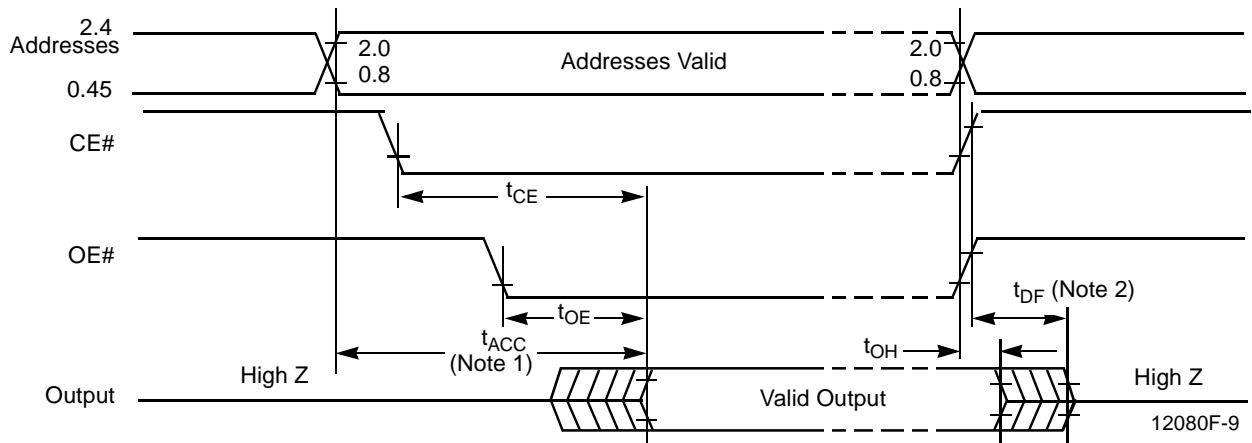 2.4
Addresses
0.45
2.0
0.8
Addresses Valid
2.0
0.8
CE#
tCE
OE#
tOE
tDF (Note 2)
tACC
(Note 1)
tOH
Output
High Z
Valid Output
High Z
12080F-9